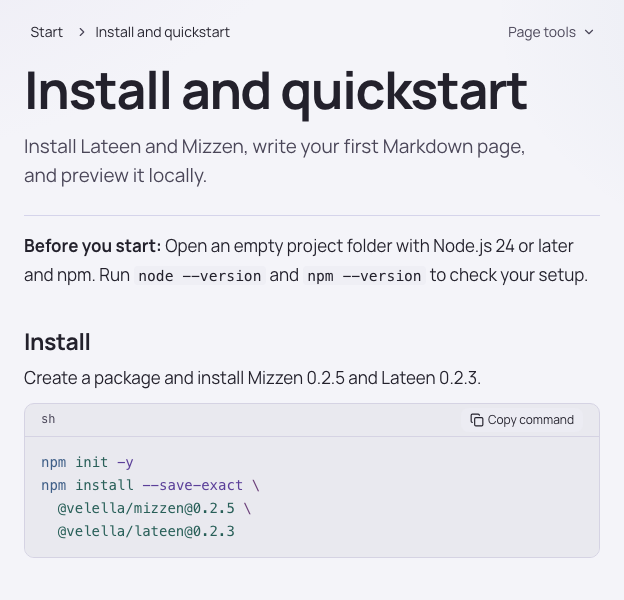 Start > Install and quickstart
Page tools
Install and quickstart
Install Lateen and Mizzen, write your first Markdown page,
and preview it locally.
Before you start: Open an empty project folder with Node.js 24 or later
and npm. Run node --version and npm --version to check your setup.
Install
Create a package and install Mizzen 0.2.5 and Lateen 0.2.3.
sh
Copy command
npm init -y
npm install --save-exact \
  @velella/mizzen@0.2.5 \
  @velella/lateen@0.2.3